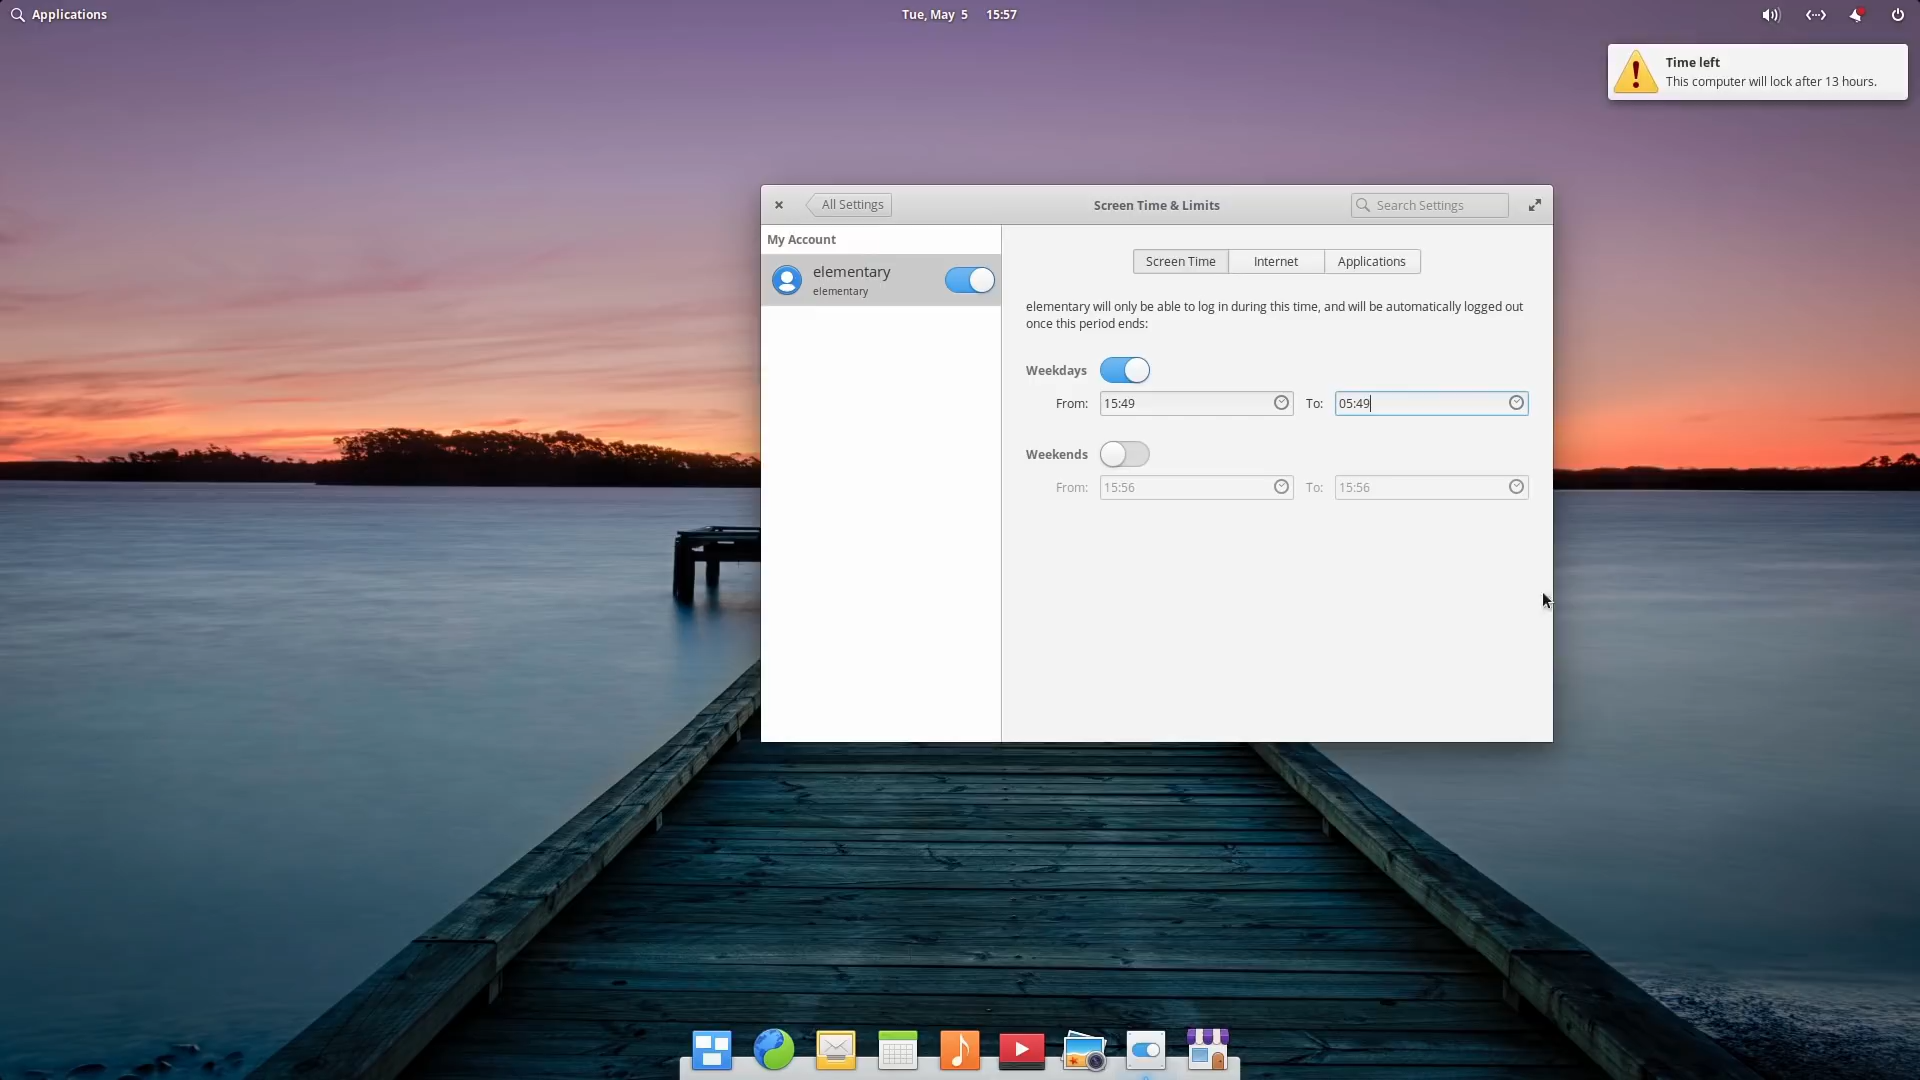 Applications
Tue, May 5 15:57
Time left
This computer will lock after 13 hours.
All Settings
Screen Time & Limits
Search Settings
My Account
elementary
elementary
Screen Time Internet Applications
elementary will only be able to log in during this time, and will be automatically logged out
once this period ends:
Weekdays
From: 15:49 To: 05:49
Weekends
From: 15:56 To: 15:56